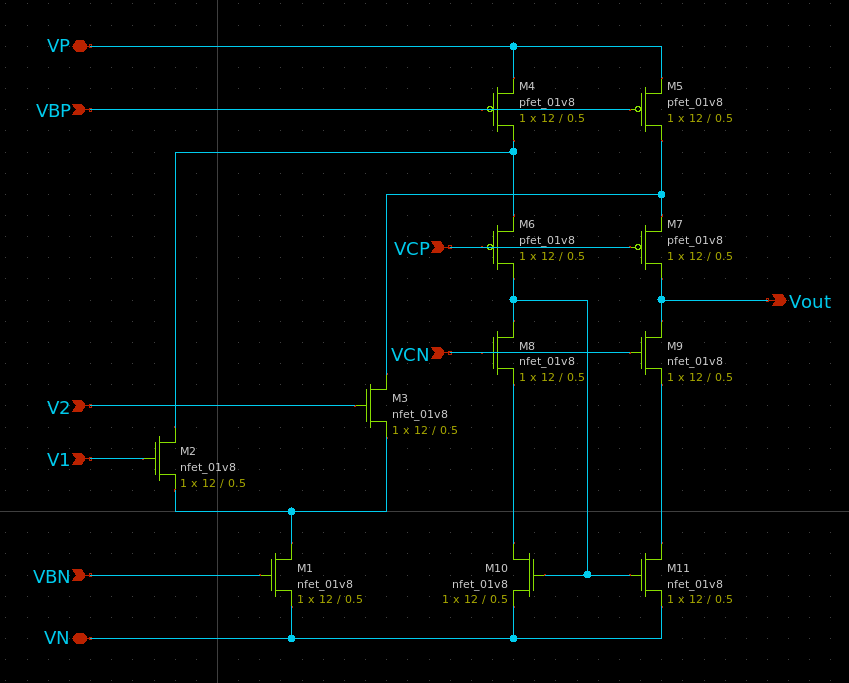 VP
M4
pfet_01v8
1 x 12 / 0.5
M5
pfet_01v8
1 x 12 / 0.5
VBP
M6
pfet_01v8
1 x 12 / 0.5
M7
pfet_01v8
1 x 12 / 0.5
VCP
Vout
M8
nfet_01v8
1 x 12 / 0.5
M9
nfet_01v8
1 x 12 / 0.5
VCN
V2
M3
nfet_01v8
1 x 12 / 0.5
V1
M2
nfet_01v8
1 x 12 / 0.5
VBN
M1
nfet_01v8
1 x 12 / 0.5
M10
nfet_01v8
1 x 12 / 0.5
M11
nfet_01v8
1 x 12 / 0.5
VN